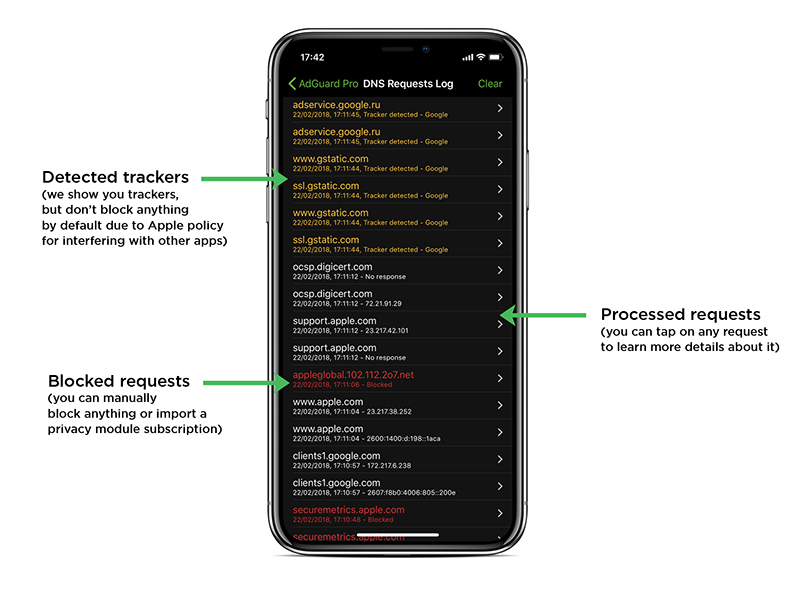 17:42
AdGuard Pro DNS Requests Log Clear
adservice.google.ru
22/02/2018, 17:11:45, Tracker detected - Google
adservice.google.ru
22/02/2018, 17:11:45, Tracker detected - Google
www.gstatic.com
22/02/2018, 17:11:44, Tracker detected - Google
ssl.gstatic.com
22/02/2018, 17:11:44, Tracker detected - Google
www.gstatic.com
22/02/2018, 17:11:44, Tracker detected - Google
ssl.gstatic.com
22/02/2018, 17:11:44, Tracker detected - Google
ocsp.digicert.com
22/02/2018, 17:11:12 - No response
ocsp.digicert.com
22/02/2018, 17:11:12 - 72.21.91.29
support.apple.com
22/02/2018, 17:11:12 - 23.217.42.101
support.apple.com
22/02/2018, 17:11:12 - No response
appleglobal.102.112.2o7.net
22/02/2018, 17:11:06 - Blocked
www.apple.com
22/02/2018, 17:11:04 - 23.217.38.252
www.apple.com
22/02/2018, 17:11:04 - 2600:1400:d:198::1aca
clients1.google.com
22/02/2018, 17:10:57 - 172.217.6.238
clients1.google.com
22/02/2018, 17:10:57 - 2607:f8b0:4006:805::200e
securemetrics.apple.com
22/02/2018, 17:10:48 - Blocked
securemetrics.apple.com
Detected trackers
(we show you trackers,
but don't block anything
by default due to Apple policy
for interfering with other apps)
Blocked requests
(you can manually
block anything or import a
privacy module subscription)
Processed requests
(you can tap on any request
to learn more details about it)